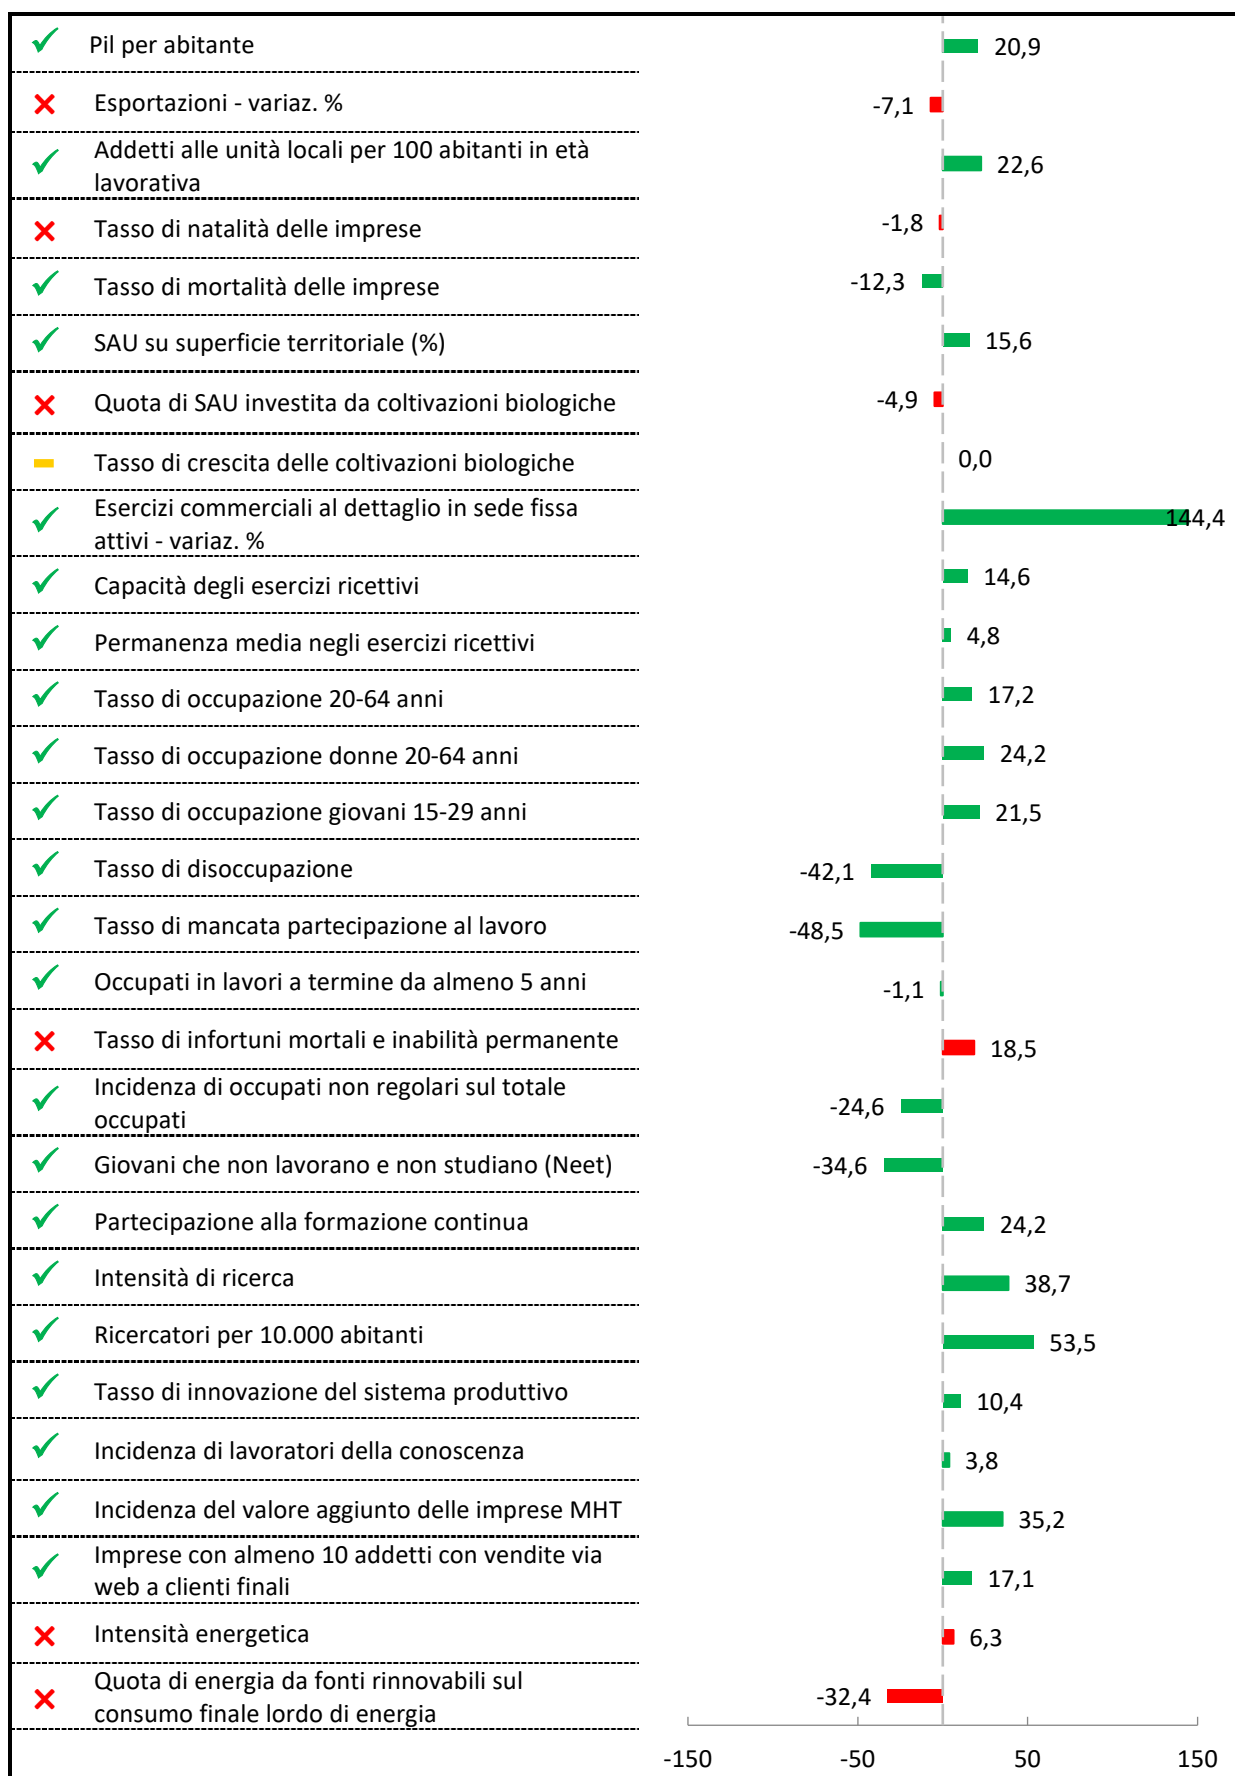 Pil per abitante 20,9
Esportazioni - variaz. % -7,1
Addetti alle unità locali per 100 abitanti in età
lavorativa 22,6
Tasso di natalità delle imprese -1,8
Tasso di mortalità delle imprese -12,3
SAU su superficie territoriale (%) 15,6
Quota di SAU investita da coltivazioni biologiche -4,9
Tasso di crescita delle coltivazioni biologiche 0,0
Esercizi commerciali al dettaglio in sede fissa
attivi - variaz. % 144,4
Capacità degli esercizi ricettivi 14,6
Permanenza media negli esercizi ricettivi 4,8
Tasso di occupazione 20-64 anni 17,2
Tasso di occupazione donne 20-64 anni 24,2
Tasso di occupazione giovani 15-29 anni 21,5
Tasso di disoccupazione -42,1
Tasso di mancata partecipazione al lavoro -48,5
Occupati in lavori a termine da almeno 5 anni -1,1
Tasso di infortuni mortali e inabilità permanente 18,5
Incidenza di occupati non regolari sul totale
occupati -24,6
Giovani che non lavorano e non studiano (Neet) -34,6
Partecipazione alla formazione continua 24,2
Intensità di ricerca 38,7
Ricercatori per 10.000 abitanti 53,5
Tasso di innovazione del sistema produttivo 10,4
Incidenza di lavoratori della conoscenza 3,8
Incidenza del valore aggiunto delle imprese MHT 35,2
Imprese con almeno 10 addetti con vendite via
web a clienti finali 17,1
Intensità energetica 6,3
Quota di energia da fonti rinnovabili sul
consumo finale lordo di energia -32,4
-150 -50 50 150